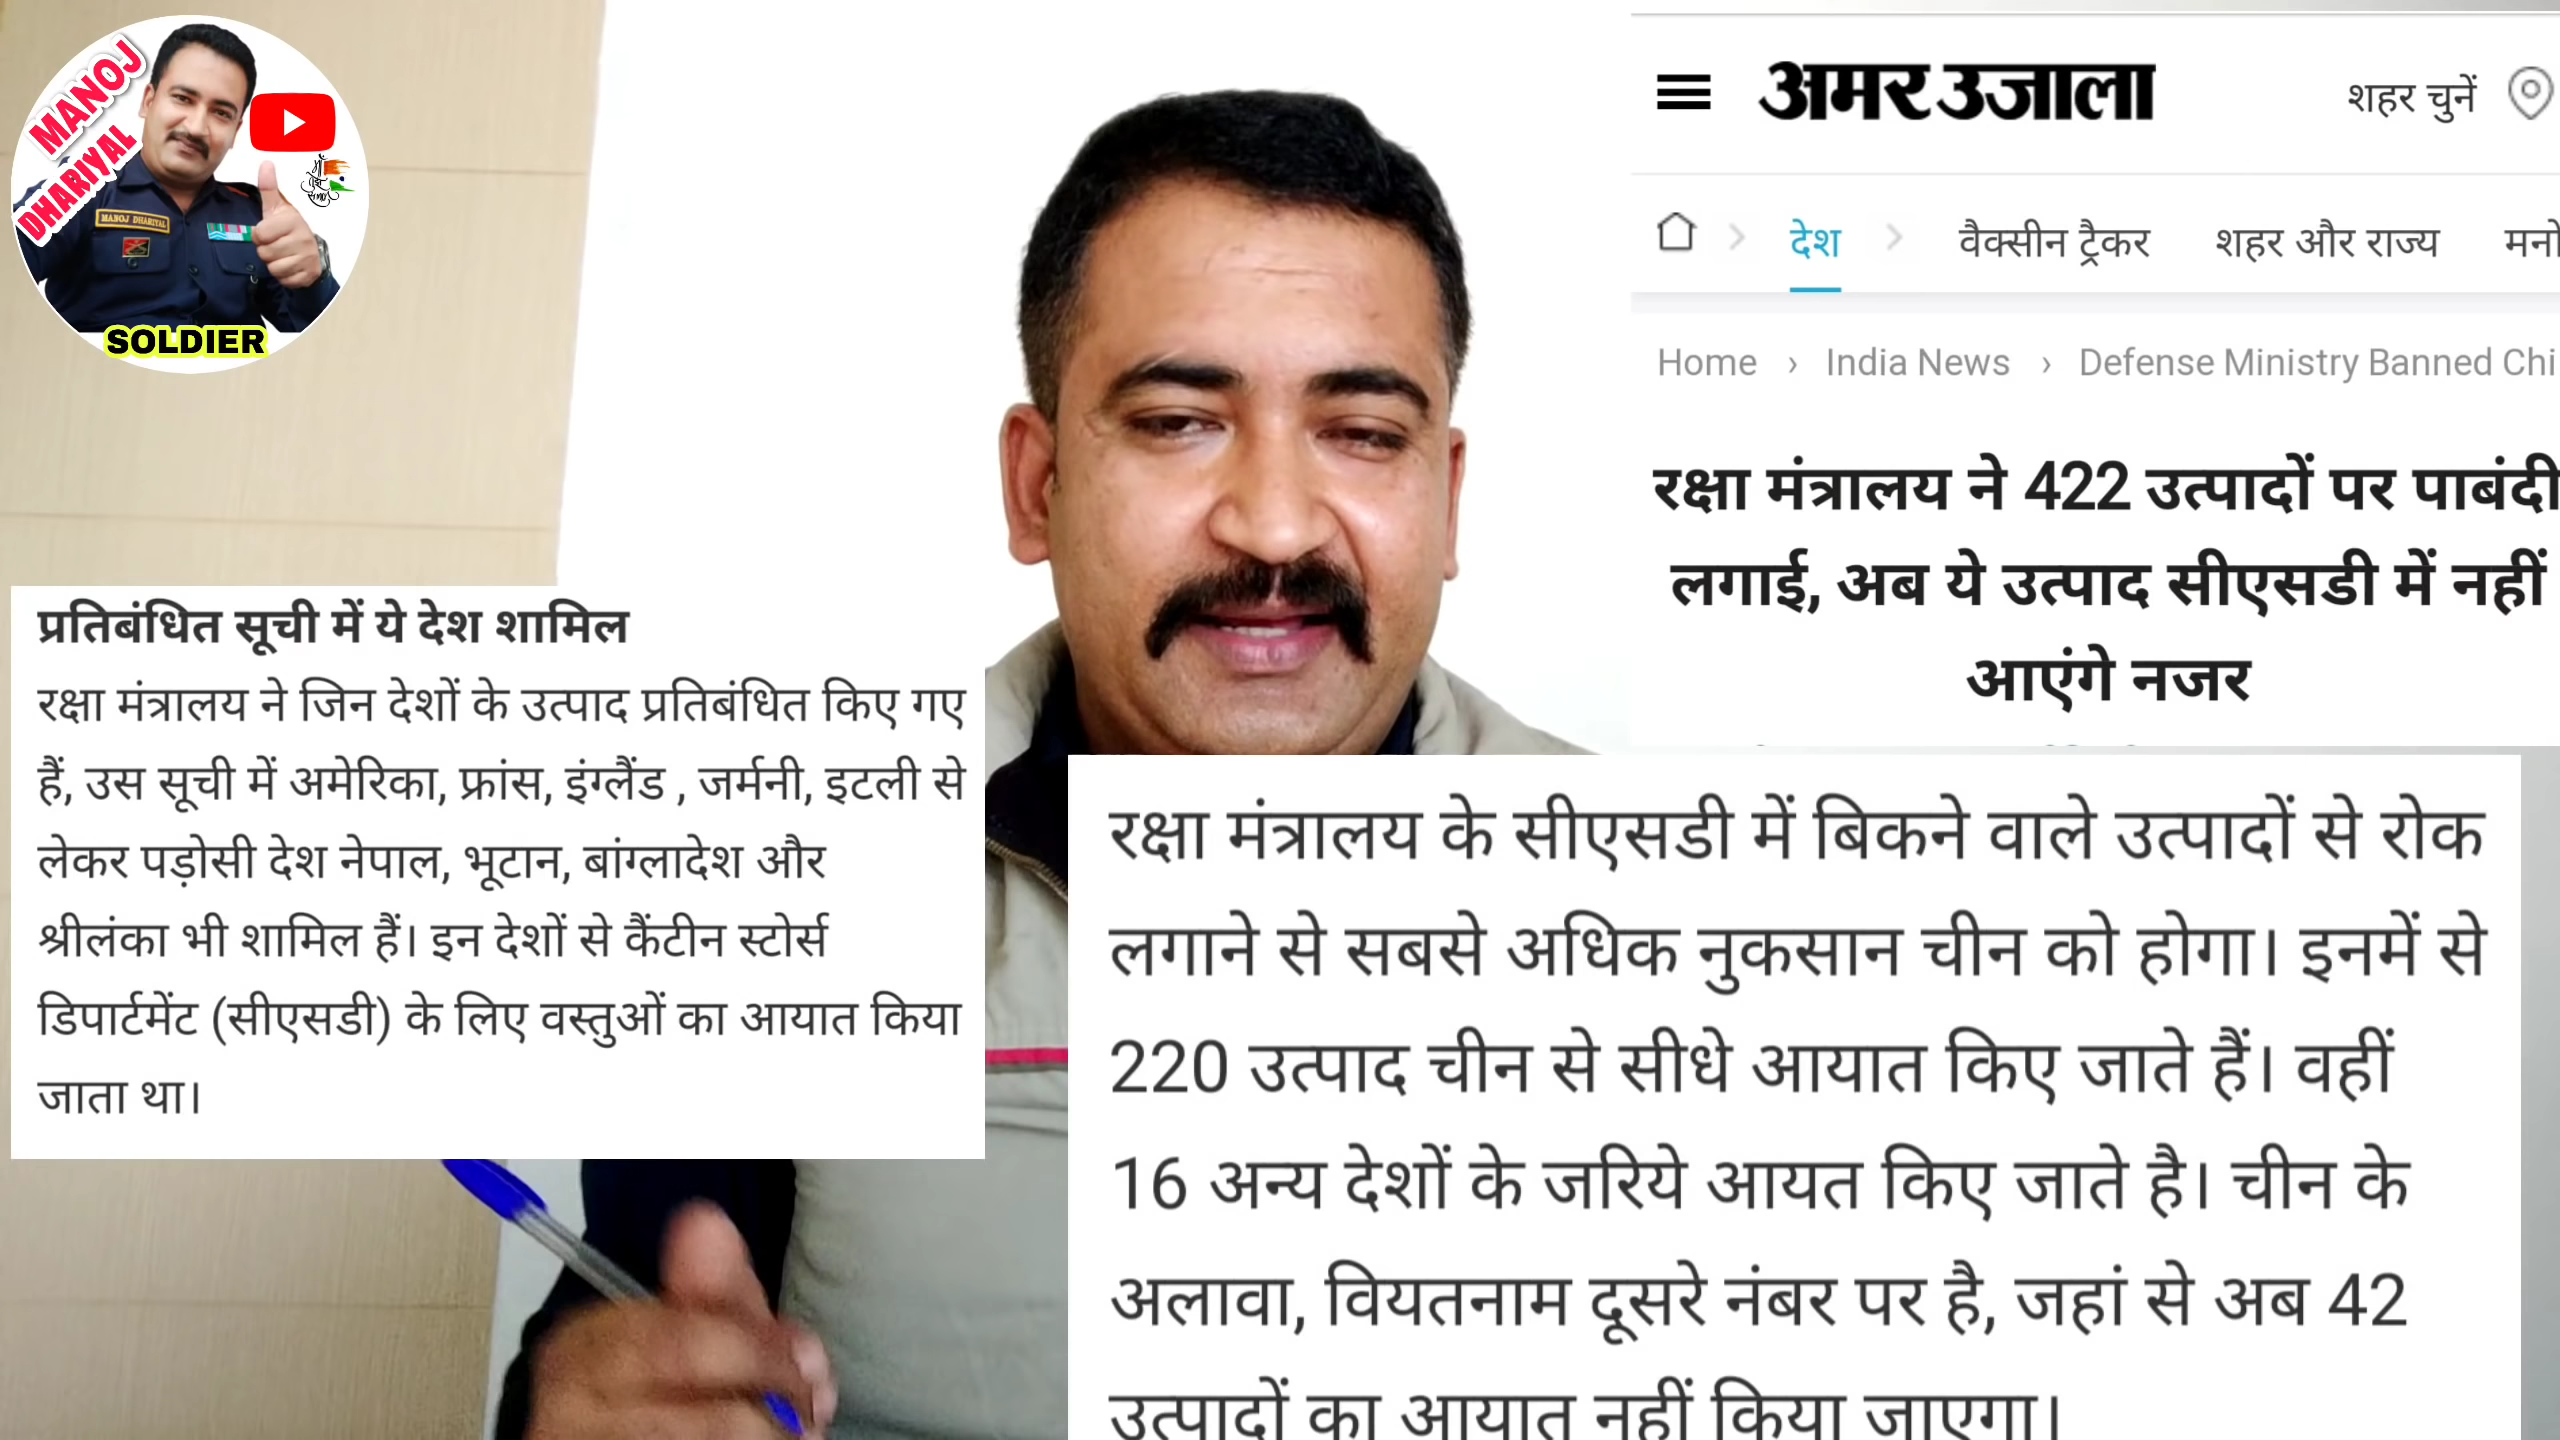 MANOJ
DHARIYAL
MANOJ DHARIYAL
SOLDIER
अमर उजाला
शहर चुनें
देश
वैक्सीन ट्रैकर
शहर और राज्य
मनो
Home › India News › Defense Ministry Banned Chi
रक्षा मंत्रालय ने 422 उत्पादों पर पाबंदी
लगाई, अब ये उत्पाद सीएसडी में नहीं
आएंगे नजर
प्रतिबंधित सूची में ये देश शामिल
रक्षा मंत्रालय ने जिन देशों के उत्पाद प्रतिबंधित किए गए
हैं, उस सूची में अमेरिका, फ्रांस, इंग्लैंड , जर्मनी, इटली से
लेकर पड़ोसी देश नेपाल, भूटान, बांग्लादेश और
श्रीलंका भी शामिल हैं। इन देशों से कैंटीन स्टोर्स
डिपार्टमेंट (सीएसडी) के लिए वस्तुओं का आयात किया
जाता था।
रक्षा मंत्रालय के सीएसडी में बिकने वाले उत्पादों से रोक
लगाने से सबसे अधिक नुकसान चीन को होगा। इनमें से
220 उत्पाद चीन से सीधे आयात किए जाते हैं। वहीं
16 अन्य देशों के जरिये आयत किए जाते है। चीन के
अलावा, वियतनाम दूसरे नंबर पर है, जहां से अब 42
उत्पादों का आयात नहीं किया जाएगा।